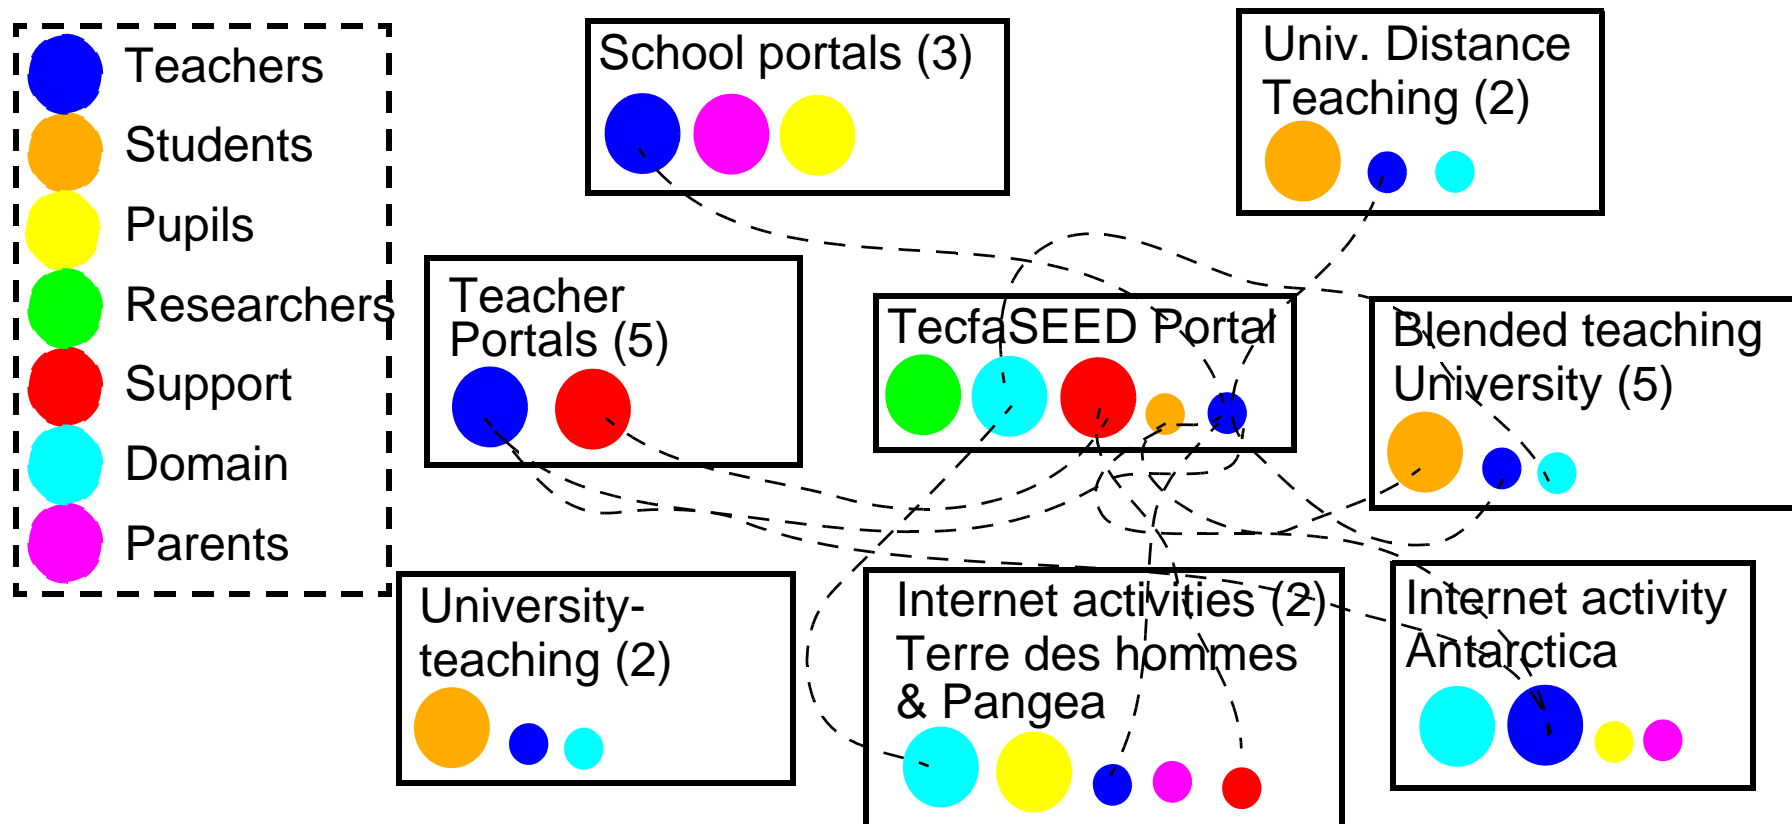 Teachers
Students
Pupils
Researchers
Support
Domain
Parents
School portals (3)
Univ. Distance
Teaching (2)
Teacher
Portals (5)
TecfaSEED Portal
Blended teaching
University (5)
University-
teaching (2)
Internet activities (2)
Terre des hommes
& Pangea
Internet activity
Antarctica